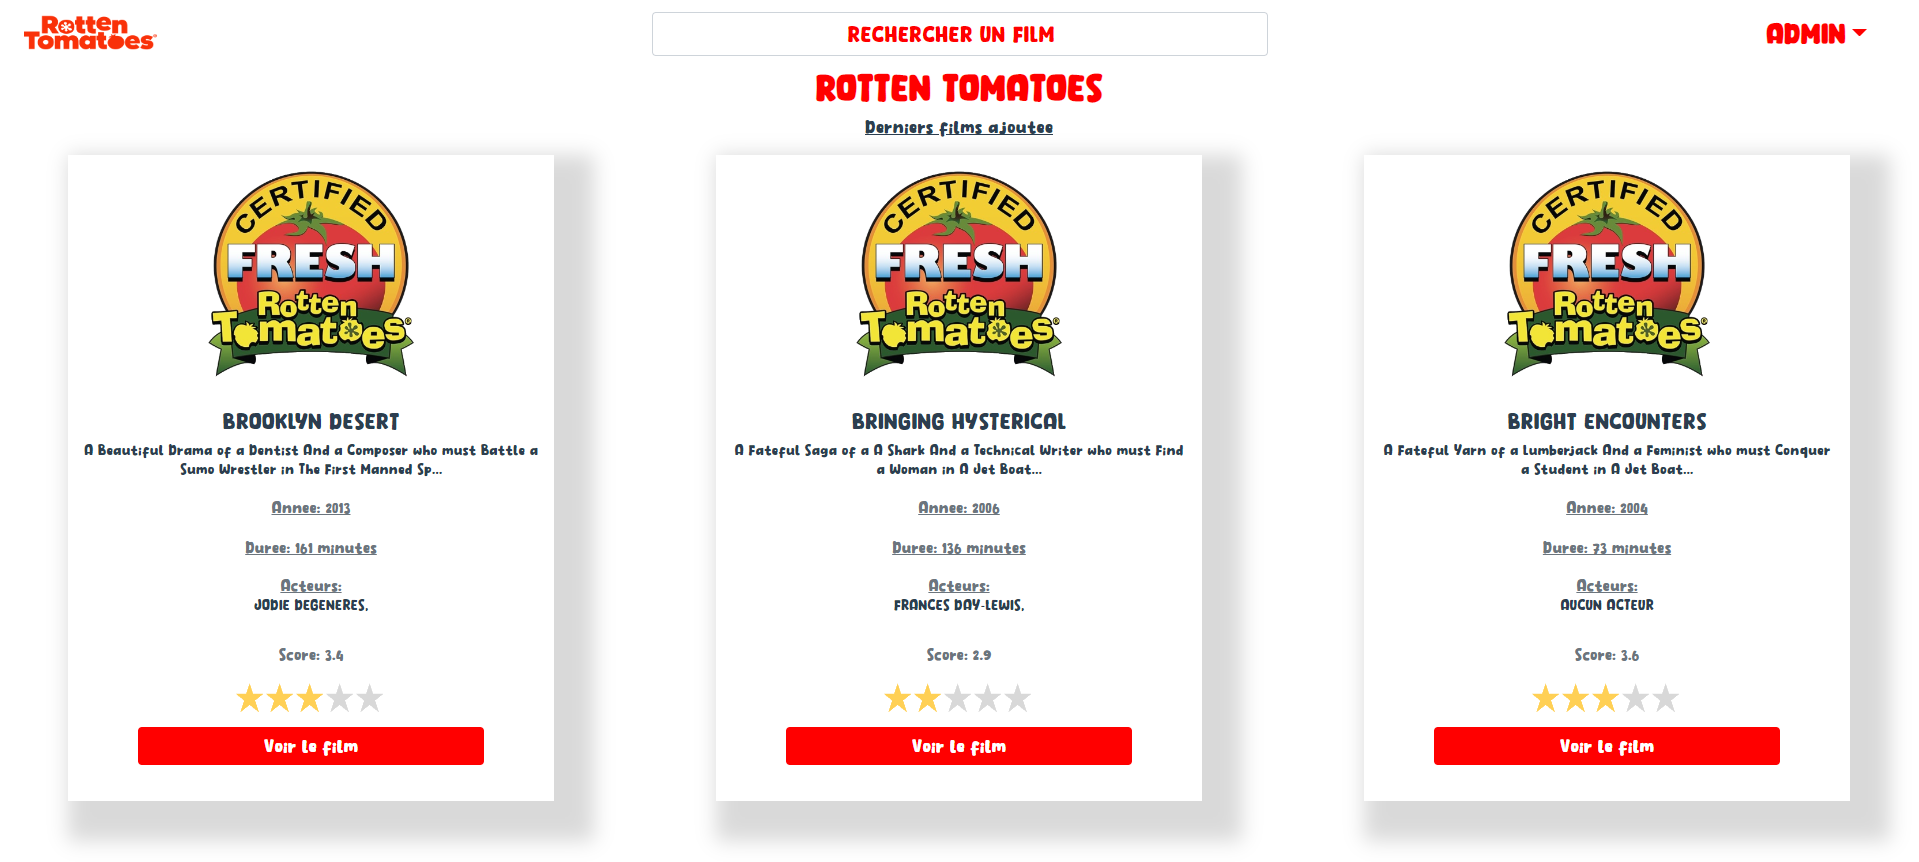 Rotten
Tomatoes®
RECHERCHER UN FILM
ADMIN
ROTTEN TOMATOES
Derniers films ajoutee
CERTIFIED
FRESH
Rotten
Tomatoes®
BROOKLYN DESERT
A Beautiful Drama of a Dentist And a Composer who must Battle a
Sumo Wrestler in The First Manned Sp...
Annee: 2013
Duree: 161 minutes
Acteurs:
JODIE DEGENERES,
Score: 3.4
Voir le film
CERTIFIED
FRESH
Rotten
Tomatoes®
BRINGING HYSTERICAL
A Fateful Saga of a A Shark And a Technical Writer who must Find
a Woman in A Jet Boat...
Annee: 2006
Duree: 136 minutes
Acteurs:
FRANCES DAY-LEWIS,
Score: 2.9
Voir le film
CERTIFIED
FRESH
Rotten
Tomatoes®
BRIGHT ENCOUNTERS
A Fateful Yarn of a Lumberjack And a Feminist who must Conquer
a Student in A Jet Boat...
Annee: 2004
Duree: 73 minutes
Acteurs:
AUCUN ACTEUR
Score: 3.6
Voir le film